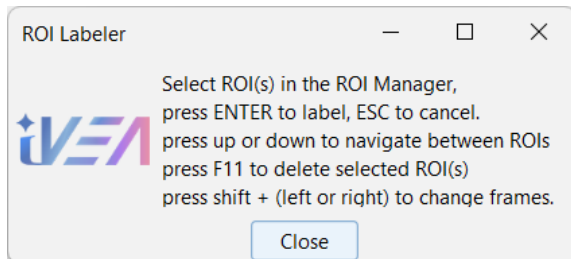 ROI Labeler
Select ROI(s) in the ROI Manager,
press ENTER to label, ESC to cancel.
press up or down to navigate between ROIs
press F11 to delete selected ROI(s)
press shift + (left or right) to change frames.
iVEA
Close